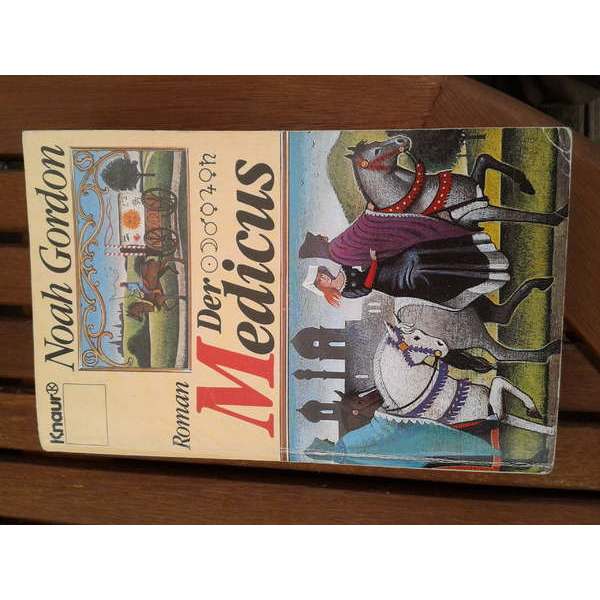 Knaur®
Noah Gordon
Roman
Der ☉☽♂☿♃♀♄
Medicus